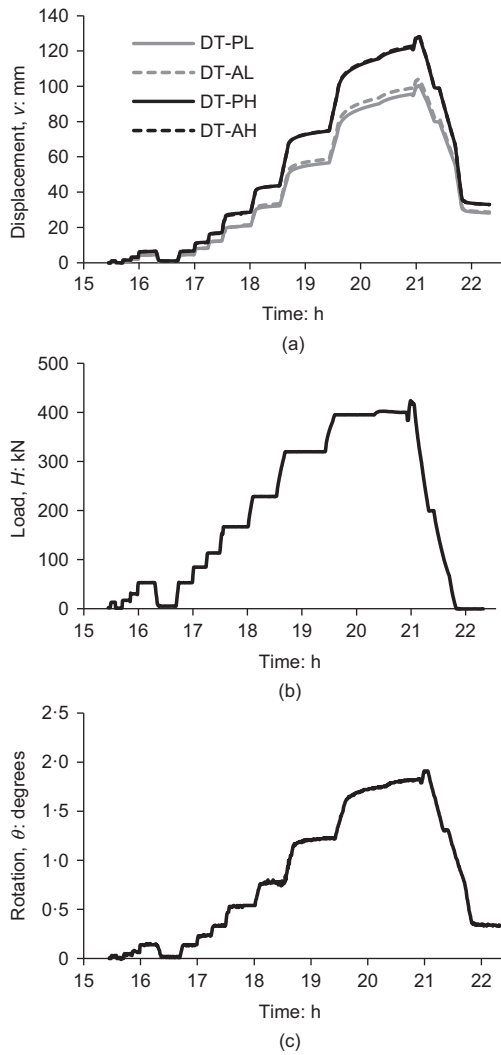 140
120
100
80
60
40
20
0
Displacement, v: mm
DT-PL
DT-AL
DT-PH
DT-AH
15 16 17 18 19 20 21 22
Time: h
(a)
500
400
300
200
100
0
Load, H: kN
15 16 17 18 19 20 21 22
Time: h
(b)
2·5
2·0
1·5
1·0
0·5
0
Rotation, θ: degrees
15 16 17 18 19 20 21 22
Time: h
(c)